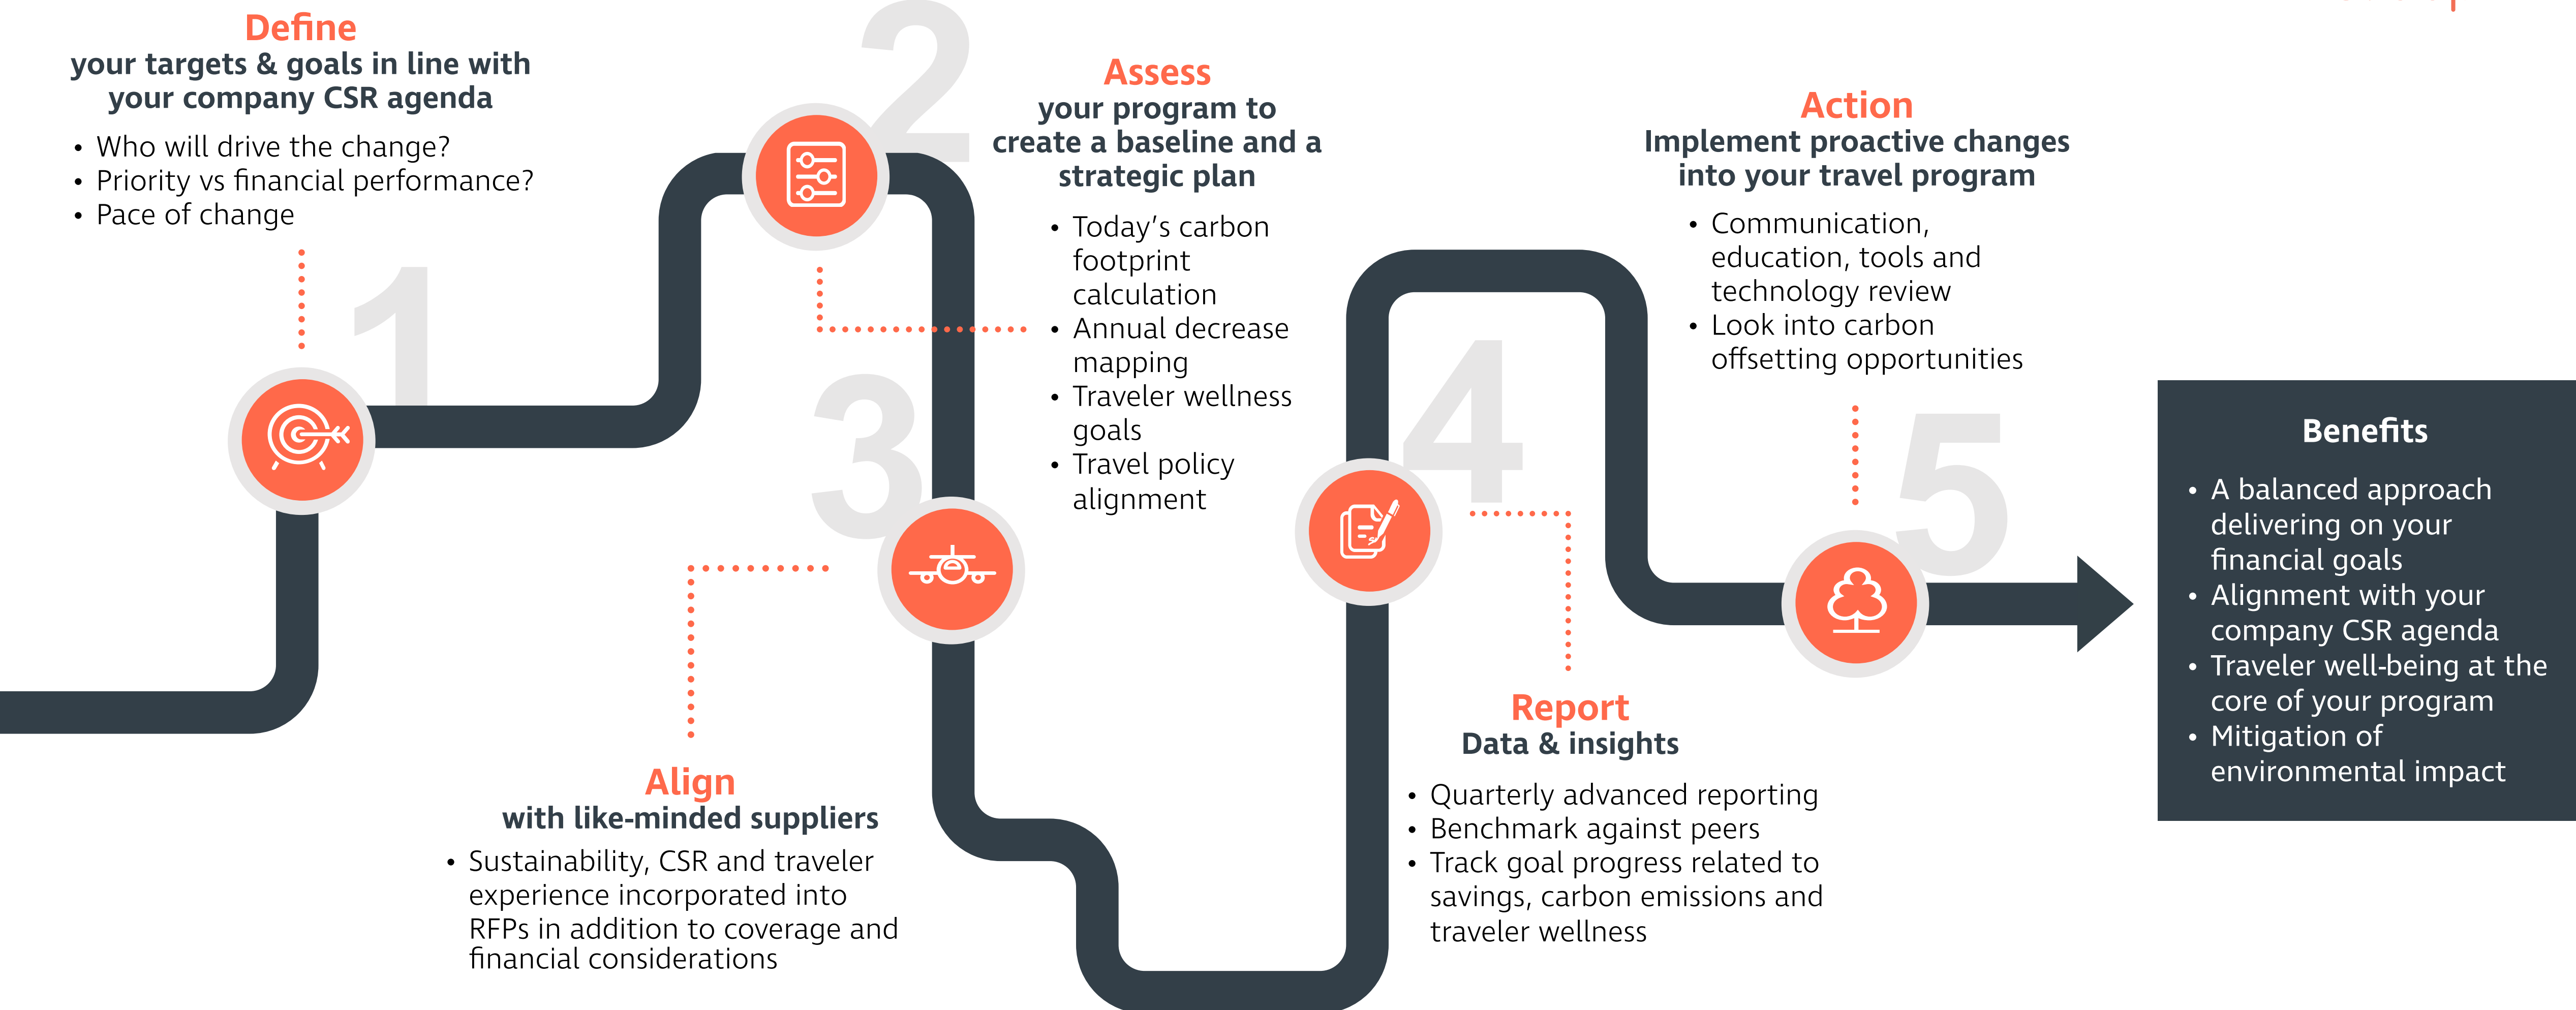 Define
your targets & goals in line with
your company CSR agenda
• Who will drive the change?
• Priority vs financial performance?
• Pace of change
1
2
Assess
your program to
create a baseline and a
strategic plan
• Today’s carbon
footprint
calculation
• Annual decrease
mapping
• Traveler wellness
goals
• Travel policy
alignment
3
Align
with like-minded suppliers
• Sustainability, CSR and traveler
experience incorporated into
RFPs in addition to coverage and
financial considerations
4
Report
Data & insights
• Quarterly advanced reporting
• Benchmark against peers
• Track goal progress related to
savings, carbon emissions and
traveler wellness
Action
Implement proactive changes
into your travel program
• Communication,
education, tools and
technology review
• Look into carbon
offsetting opportunities
5
Benefits
• A balanced approach
delivering on your
financial goals
• Alignment with your
company CSR agenda
• Traveler well-being at the
core of your program
• Mitigation of
environmental impact